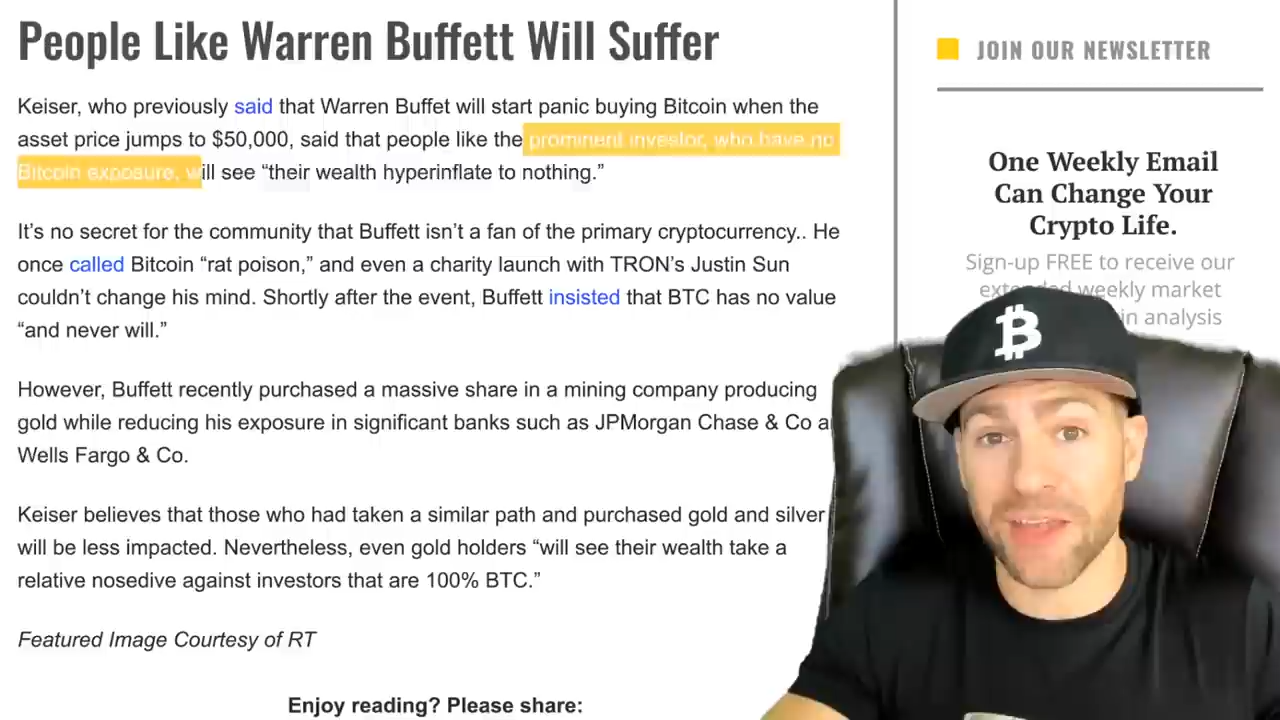 People Like Warren Buffett Will Suffer
Keiser, who previously said that Warren Buffet will start panic buying Bitcoin when the
asset price jumps to $50,000, said that people like the prominent investor, who have no
Bitcoin exposure, will see “their wealth hyperinflate to nothing.”
It’s no secret for the community that Buffett isn’t a fan of the primary cryptocurrency.. He
once called Bitcoin “rat poison,” and even a charity launch with TRON’s Justin Sun
couldn’t change his mind. Shortly after the event, Buffett insisted that BTC has no value
“and never will.”
However, Buffett recently purchased a massive share in a mining company producing
gold while reducing his exposure in significant banks such as JPMorgan Chase & Co
Wells Fargo & Co.
Keiser believes that those who had taken a similar path and purchased gold and silver
will be less impacted. Nevertheless, even gold holders “will see their wealth take a
relative nosedive against investors that are 100% BTC.”
Featured Image Courtesy of RT
Enjoy reading? Please share:
JOIN OUR NEWSLETTER
One Weekly Email
Can Change Your
Crypto Life.
Sign-up FREE to receive our
weekly market
analysis
B